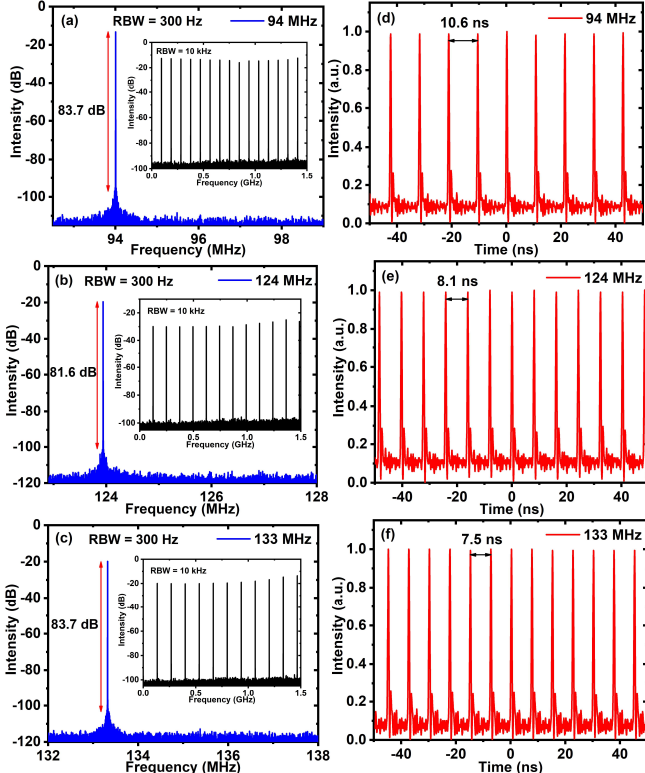 (a) RBW = 300 Hz 94 MHz
83.7 dB
Intensity (dB)
0
-20
-40
-60
-80
-100
94 96 98
Frequency (MHz)
RBW = 10 kHz
Intensity (dB)
0
-20
-40
-60
-80
-100
0.0 0.5 1.0 1.5
Frequency (GHz)
(d) 94 MHz
10.6 ns
Intensity (a.u.)
1.0
0.8
0.6
0.4
0.2
0.0
-40 -20 0 20 40
Time (ns)
(b) RBW = 300 Hz 124 MHz
81.6 dB
Intensity (dB)
0
-20
-40
-60
-80
-100
-120
124 126 128
Frequency (MHz)
RBW = 10 kHz
Intensity (dB)
0
-20
-40
-60
-80
-100
0.0 0.5 1.0 1.5
Frequency (GHz)
(e) 124 MHz
8.1 ns
Intensity (a.u.)
1.0
0.8
0.6
0.4
0.2
0.0
-40 -20 0 20 40
Time (ns)
(c) RBW = 300 Hz 133 MHz
83.7 dB
Intensity (dB)
0
-20
-40
-60
-80
-100
-120
132 134 136 138
Frequency (MHz)
RBW = 10 kHz
Intensity (dB)
0
-20
-40
-60
-80
-100
0.0 0.5 1.0 1.5
Frequency (GHz)
(f) 133 MHz
7.5 ns
Intensity (a.u.)
1.0
0.8
0.6
0.4
0.2
0.0
-40 -20 0 20 40
Time (ns)